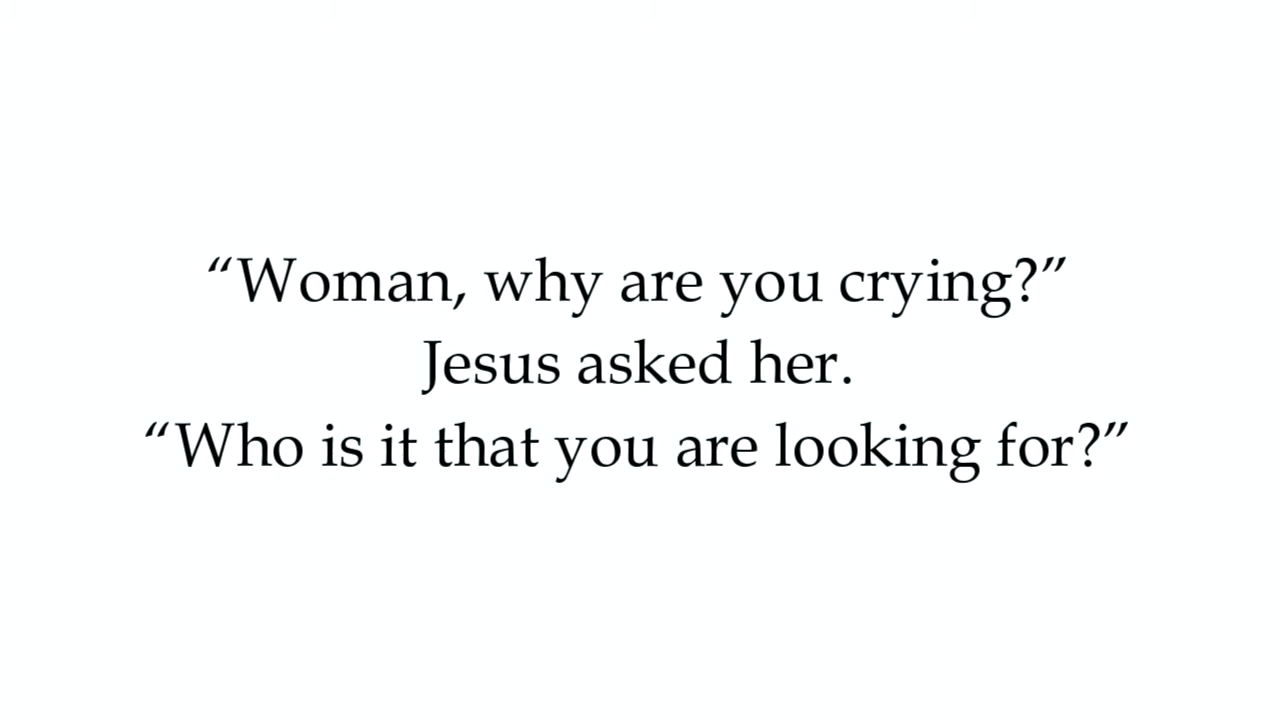 “Woman, why are you crying?”
Jesus asked her.
“Who is it that you are looking for?”